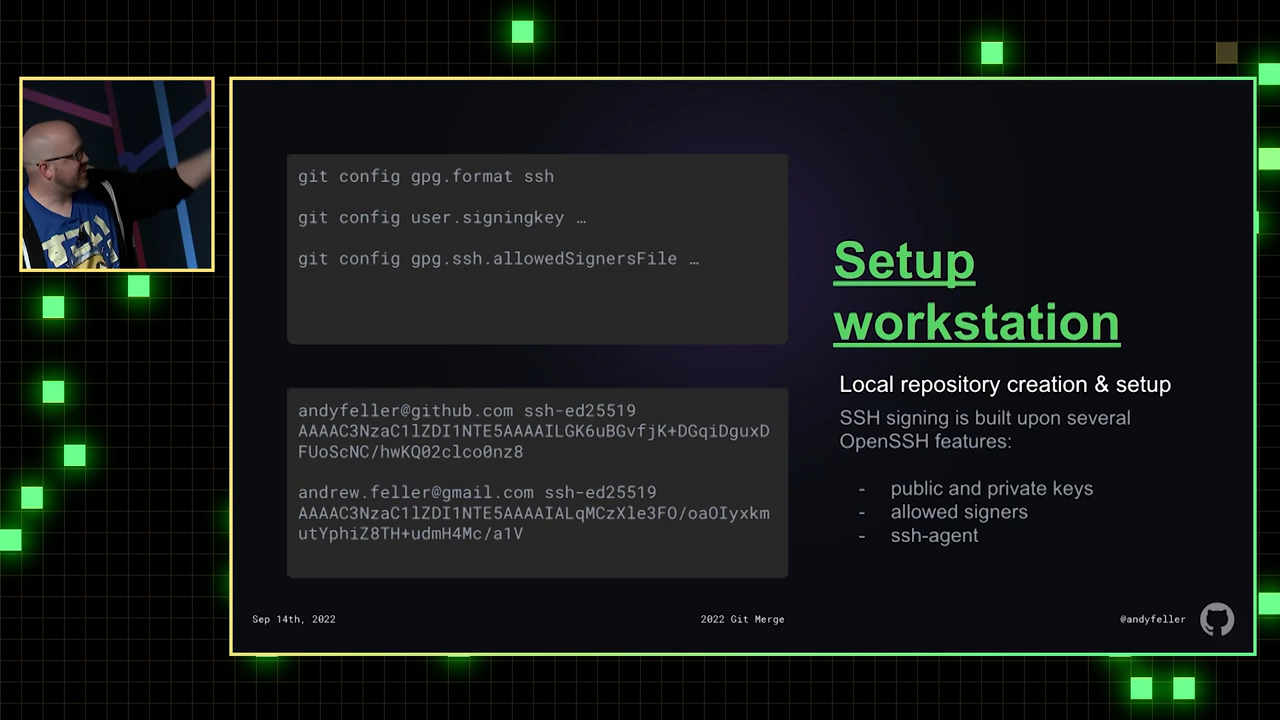 git config gpg.format ssh
git config user.signingkey …
git config gpg.ssh.allowedSignersFile …
andyfeller@github.com ssh-ed25519
AAAAC3NzaC1lZDI1NTE5AAAAILGK6uBGvfjK+DGqiDguxD
FUoScNC/hwKQ02clco0nz8
andrew.feller@gmail.com ssh-ed25519
AAAAC3NzaC1lZDI1NTE5AAAAIALqMCzXle3FO/oaOIyxkm
utYphiZ8TH+udmH4Mc/a1V
Setup
workstation
Local repository creation & setup
SSH signing is built upon several
OpenSSH features:
- public and private keys
- allowed signers
- ssh-agent
Sep 14th, 2022
2022 Git Merge
@andyfeller